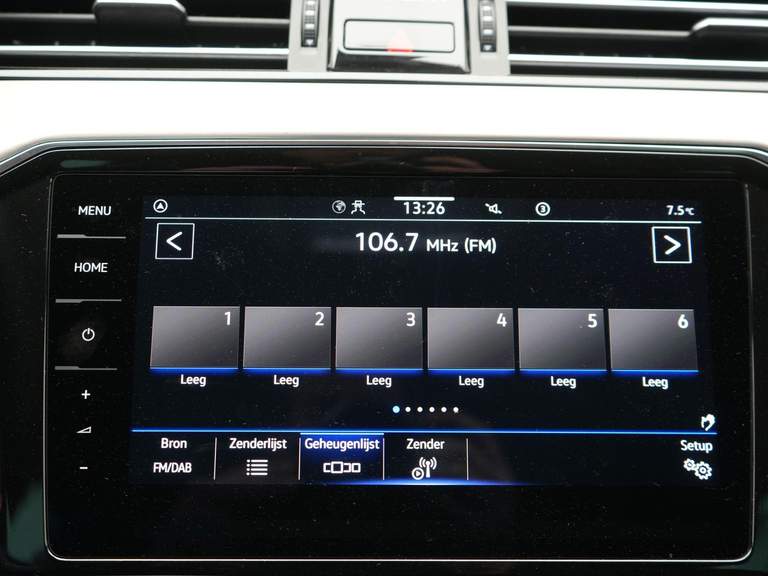 MENU
HOME
+
-
13:26
3
7.5°C
< 106.7 MHz (FM) >
1 2 3 4 5 6
Leeg Leeg Leeg Leeg Leeg Leeg
Bron Zenderlijst Geheugenlijst Zender Setup
FM/DAB